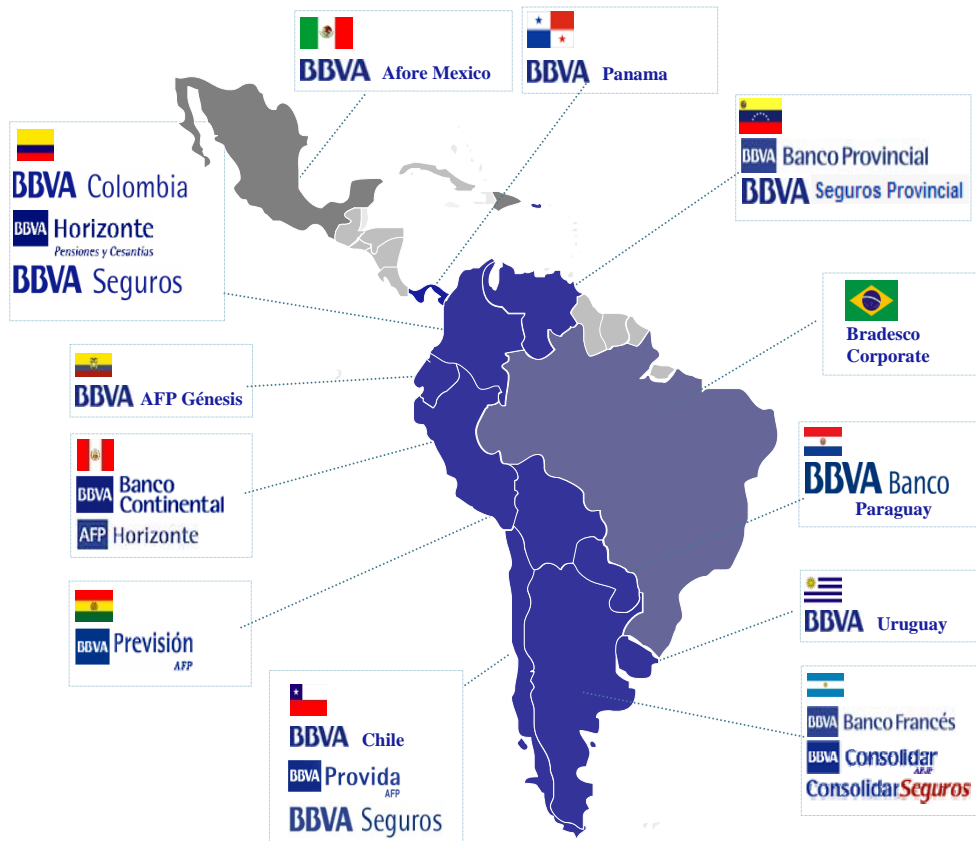 BBVA Afore Mexico
BBVA Panama
BBVA Colombia
BBVA Horizonte
Pensiones y Cesantías
BBVA Seguros
BBVA Banco Provincial
BBVA Seguros Provincial
Bradesco
Corporate
BBVA AFP Génesis
BBVA Banco
Continental
AFP Horizonte
BBVA Banco
Paraguay
BBVA Previsión
AFP
BBVA Uruguay
BBVA Chile
BBVA Provida
AFP
BBVA Seguros
BBVA Banco Francés
BBVA Consolidar
AFJP
ConsolidarSeguros